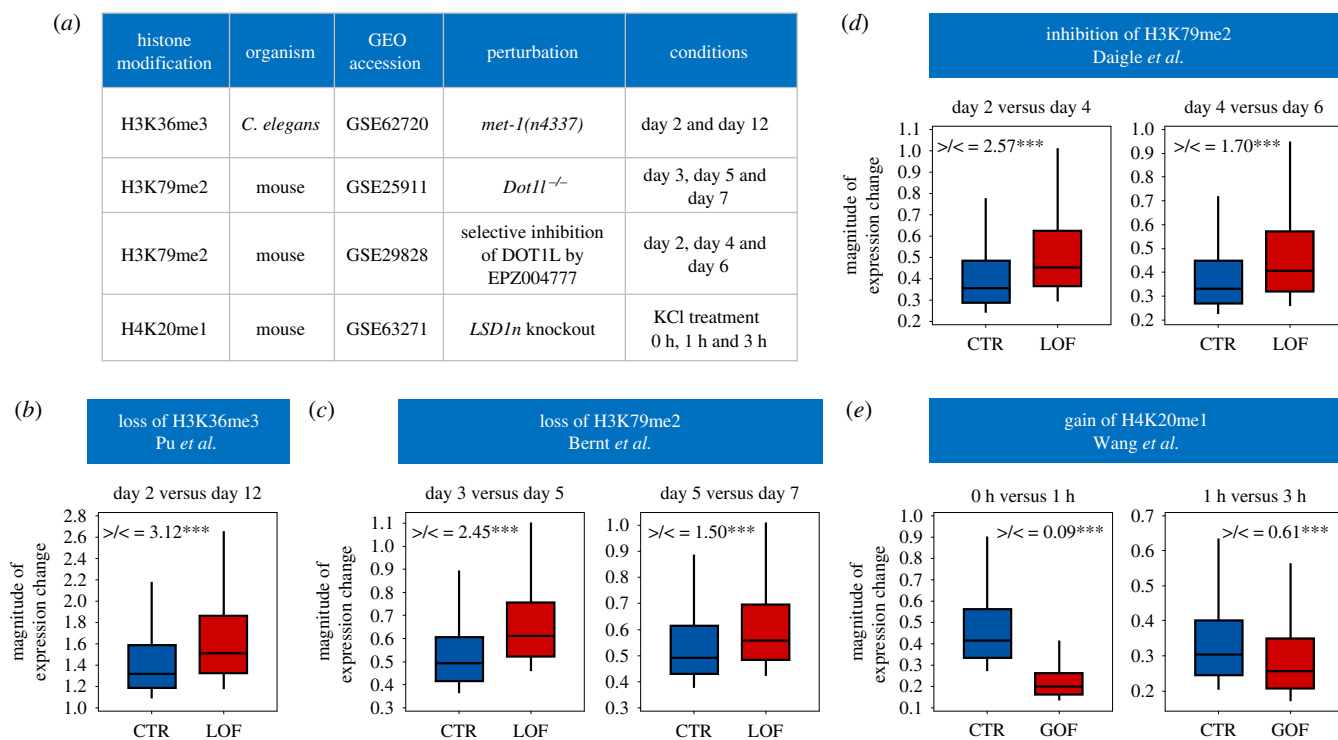 (a)
histone modification organism GEO accession perturbation conditions
H3K36me3 C. elegans GSE62720 met-1(n4337) day 2 and day 12
H3K79me2 mouse GSE25911 Dot1l –/– day 3, day 5 and day 7
H3K79me2 mouse GSE29828 selective inhibition of DOT1L by EPZ004777 day 2, day 4 and day 6
H4K20me1 mouse GSE63271 LSD1n knockout KCl treatment 0 h, 1 h and 3 h
(d)
inhibition of H3K79me2
Daigle et al.
day 2 versus day 4
magnitude of
expression change
1.1
1.0
0.9
0.8
0.7
0.6
0.5
0.4
0.3
0.2
>/< = 2.57***
CTR LOF
day 4 versus day 6
1.1
1.0
0.9
0.8
0.7
0.6
0.5
0.4
0.3
0.2
>/< = 1.70***
CTR LOF
(b)
loss of H3K36me3
Pu et al.
day 2 versus day 12
magnitude of
expression change
2.8
2.6
2.4
2.2
2.0
1.8
1.6
1.4
1.2
1.0
>/< = 3.12***
CTR LOF
(c)
loss of H3K79me2
Bernt et al.
day 3 versus day 5
magnitude of
expression change
1.1
1.0
0.9
0.8
0.7
0.6
0.5
0.4
0.3
>/< = 2.45***
CTR LOF
day 5 versus day 7
1.0
0.9
0.8
0.7
0.6
0.5
0.4
0.3
>/< = 1.50***
CTR LOF
(e)
gain of H4K20me1
Wang et al.
0 h versus 1 h
magnitude of
expression change
1.0
0.9
0.8
0.7
0.6
0.5
0.4
0.3
0.2
0.1
>/< = 0.09***
CTR GOF
1 h versus 3 h
0.7
0.6
0.5
0.4
0.3
0.2
>/< = 0.61***
CTR GOF